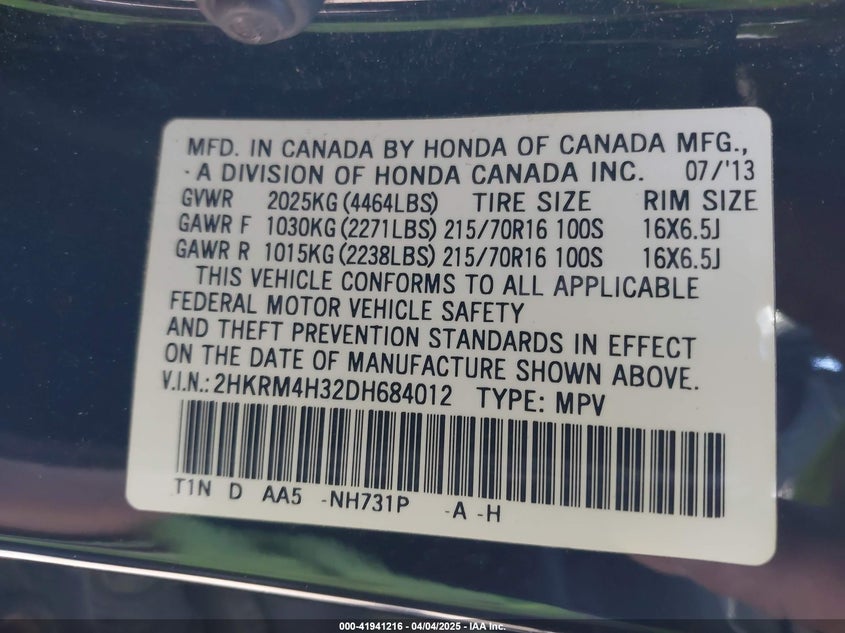 MFD. IN CANADA BY HONDA OF CANADA MFG.,
A DIVISION OF HONDA CANADA INC. 07/'13
GVWR 2025KG (4464LBS) TIRE SIZE RIM SIZE
GAWR F 1030KG (2271LBS) 215/70R16 100S 16X6.5J
GAWR R 1015KG (2238LBS) 215/70R16 100S 16X6.5J
THIS VEHICLE CONFORMS TO ALL APPLICABLE
FEDERAL MOTOR VEHICLE SAFETY
AND THEFT PREVENTION STANDARDS IN EFFECT
ON THE DATE OF MANUFACTURE SHOWN ABOVE.
V.I.N.: 2HKRM4H32DH684012 TYPE: MPV
T1N D AA5 -NH731P -A -H
000-41941216 - 04/04/2025 - IAA Inc.